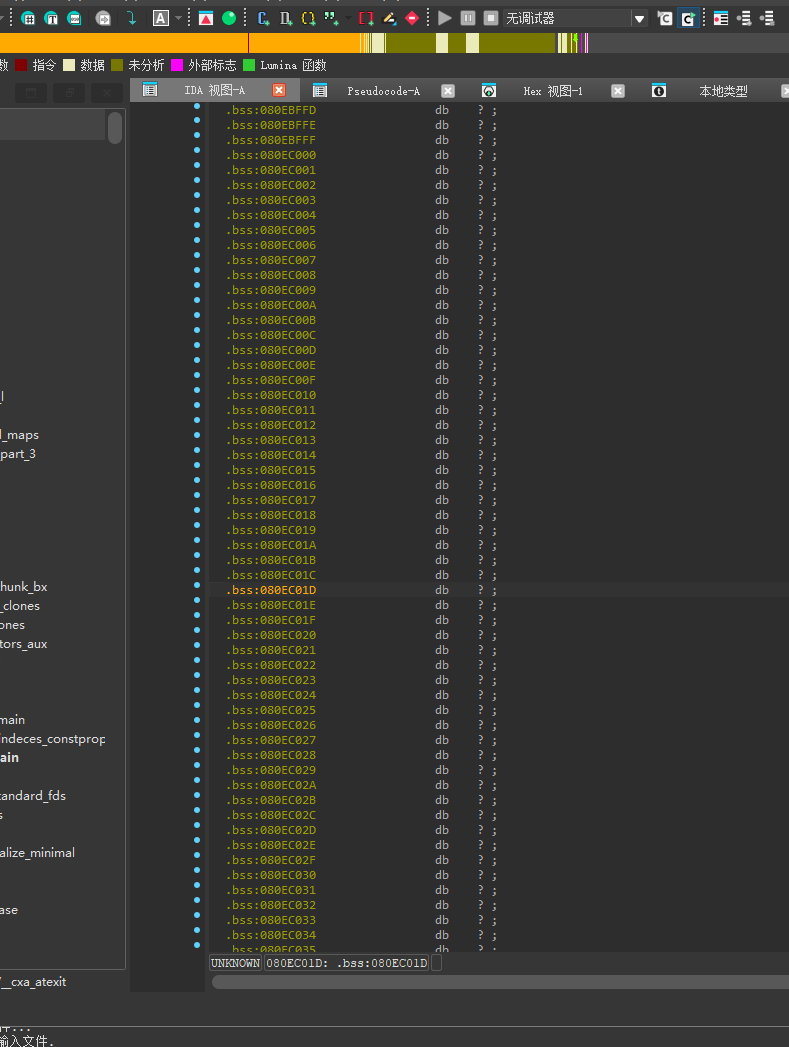 无调试器
数 指令 数据 未分析 外部标志 Lumina 函数
IDA 视图-A Pseudocode-A Hex 视图-1 本地类型
.bss:080EBFFD db ? ;
.bss:080EBFFE db ? ;
.bss:080EBFFF db ? ;
.bss:080EC000 db ? ;
.bss:080EC001 db ? ;
.bss:080EC002 db ? ;
.bss:080EC003 db ? ;
.bss:080EC004 db ? ;
.bss:080EC005 db ? ;
.bss:080EC006 db ? ;
.bss:080EC007 db ? ;
.bss:080EC008 db ? ;
.bss:080EC009 db ? ;
.bss:080EC00A db ? ;
.bss:080EC00B db ? ;
.bss:080EC00C db ? ;
.bss:080EC00D db ? ;
.bss:080EC00E db ? ;
.bss:080EC00F db ? ;
.bss:080EC010 db ? ;
.bss:080EC011 db ? ;
.bss:080EC012 db ? ;
.bss:080EC013 db ? ;
.bss:080EC014 db ? ;
.bss:080EC015 db ? ;
.bss:080EC016 db ? ;
.bss:080EC017 db ? ;
.bss:080EC018 db ? ;
.bss:080EC019 db ? ;
.bss:080EC01A db ? ;
.bss:080EC01B db ? ;
.bss:080EC01C db ? ;
.bss:080EC01D db ? ;
.bss:080EC01E db ? ;
.bss:080EC01F db ? ;
.bss:080EC020 db ? ;
.bss:080EC021 db ? ;
.bss:080EC022 db ? ;
.bss:080EC023 db ? ;
.bss:080EC024 db ? ;
.bss:080EC025 db ? ;
.bss:080EC026 db ? ;
.bss:080EC027 db ? ;
.bss:080EC028 db ? ;
.bss:080EC029 db ? ;
.bss:080EC02A db ? ;
.bss:080EC02B db ? ;
.bss:080EC02C db ? ;
.bss:080EC02D db ? ;
.bss:080EC02E db ? ;
.bss:080EC02F db ? ;
.bss:080EC030 db ? ;
.bss:080EC031 db ? ;
.bss:080EC032 db ? ;
.bss:080EC033 db ? ;
.bss:080EC034 db ? ;
.bss:080EC035 db ? ;
UNKNOWN 080EC01D: .bss:080EC01D
l_maps
part_3
hunk_bx
_clones
ones
tors_aux
main
indeces_constprop
ain
tandard_fds
s
alize_minimal
ase
__cxa_atexit
输入文件.